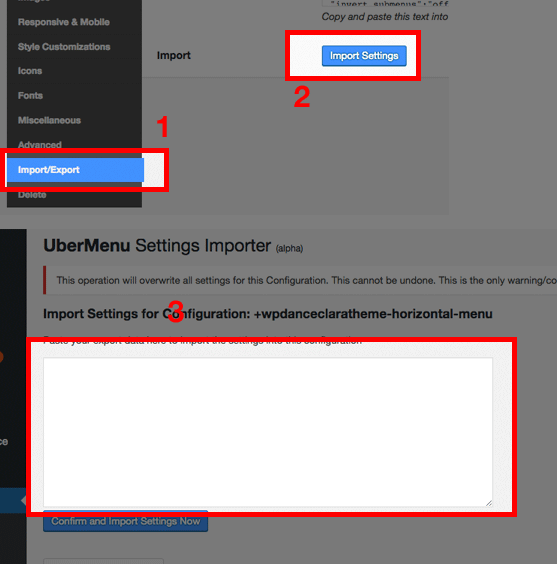 "invert_submenus":"off
Copy and paste this text into
Responsive & Mobile
Style Customizations
Import
Import Settings
Icons
2
Fonts
Miscellaneous
1
Advanced
Import/Export
Delete
UberMenu Settings Importer (alpha)
This operation will overwrite all settings for this Configuration. This cannot be undone. This is the only warning/co
3
Import Settings for Configuration: +wpdanceclaratheme-horizontal-menu
Paste your export data here to import the settings into this configuration
ce
Confirm and Import Settings Now